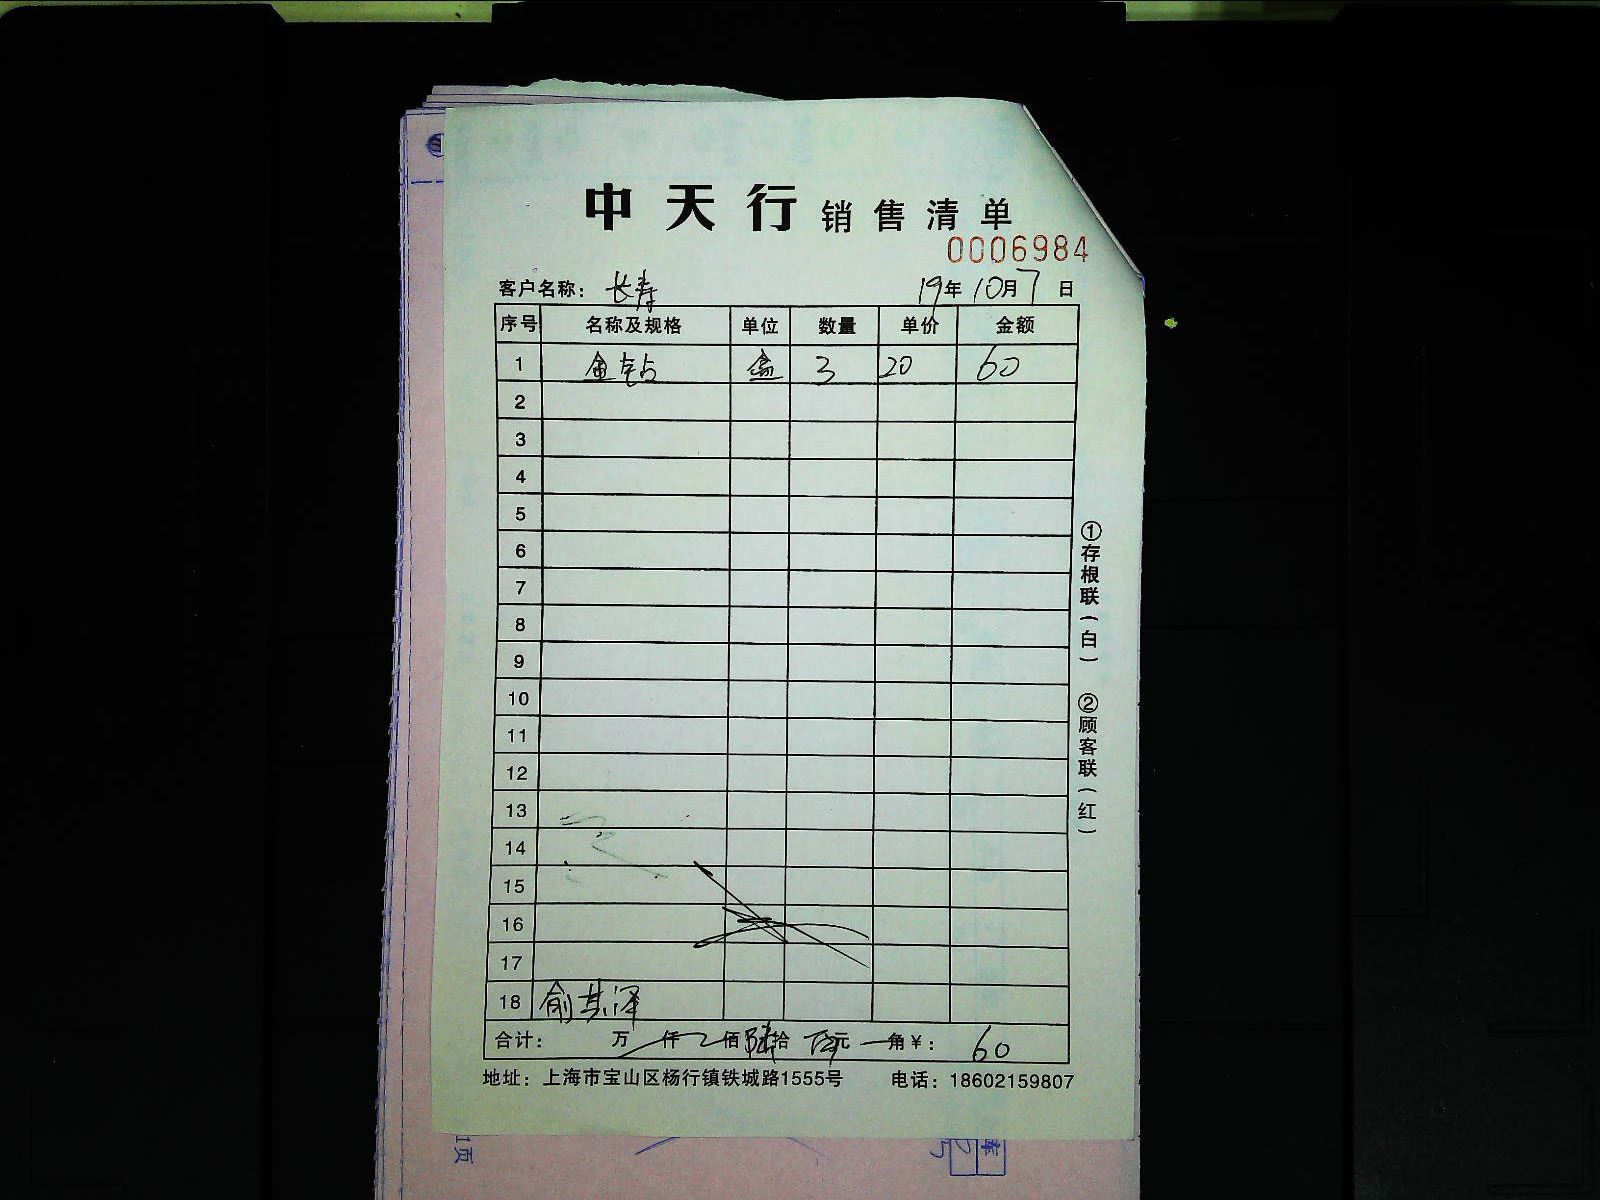 中天行销售清单
0006984
客户名称：长寿 19年10月7日
序号 名称及规格 单位 数量 单价 金额
1 金钻 盒 3 20 60
2
3
4
5
6
7
8
9
10
11
12
13
14
15
16
17
18 俞其泽
合计： 万 仟 佰 陆拾 元 角￥：60
地址：上海市宝山区杨行镇铁城路1555号 电话：18602159807
①存根联（白） ②顾客联（红）
1页